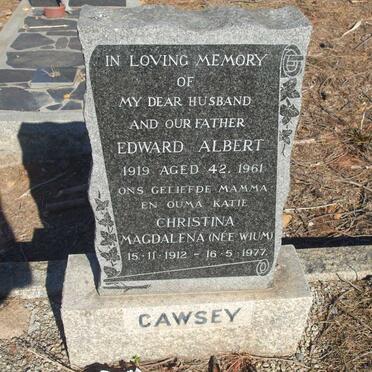 IN LOVING MEMORY
OF
MY DEAR HUSBAND
AND OUR FATHER
EDWARD ALBERT
1919 AGED 42. 1961
ONS GELIEFDE MAMMA
EN OUMA KATIE
CHRISTINA
MAGDALENA (NÉE WIUM)
15·11·1912 – 16·5·1977
CAWSEY